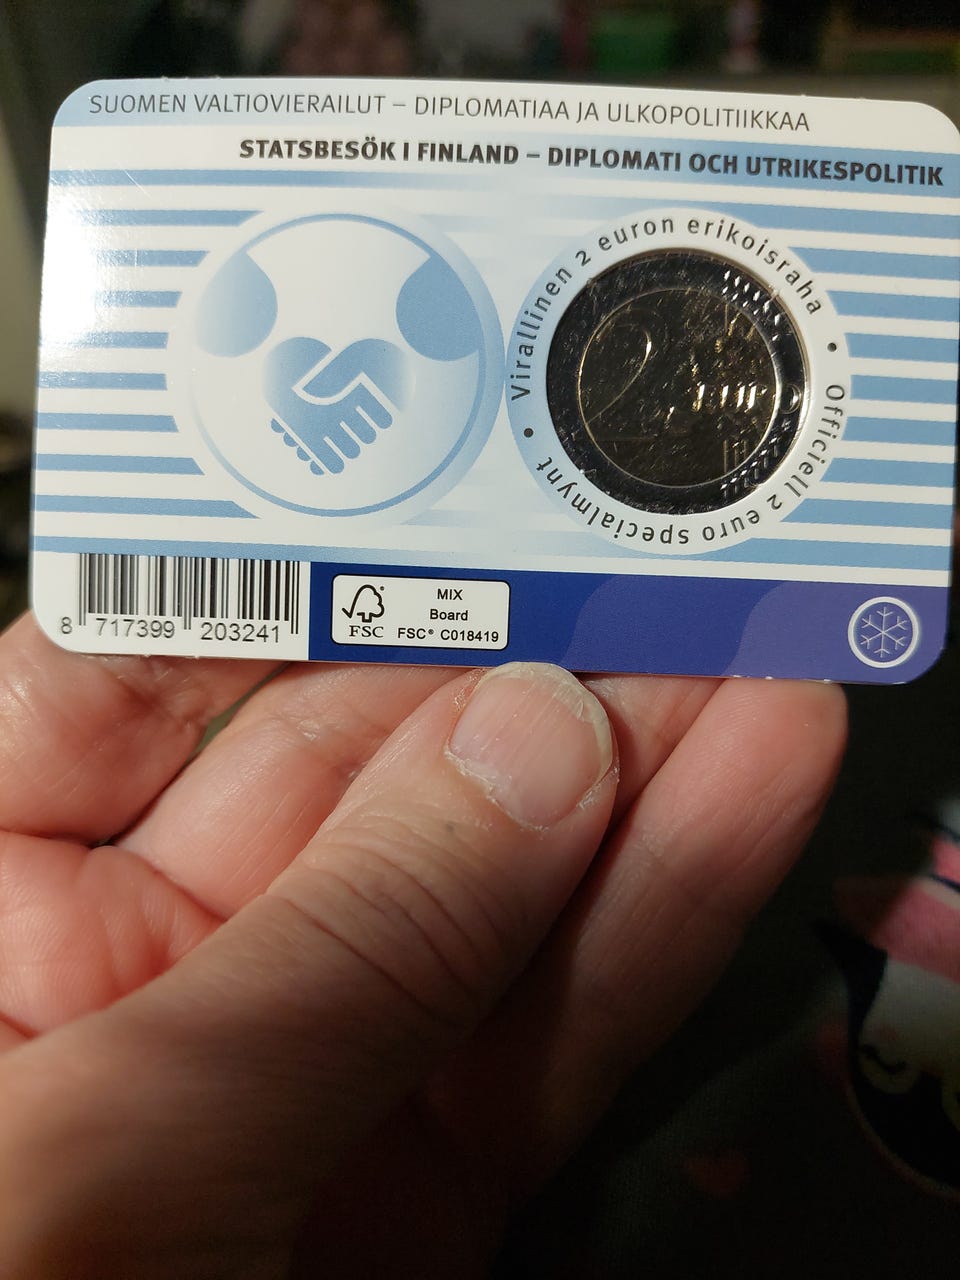 SUOMEN VALTIOVIERAILUT – DIPLOMATIAA JA ULKOPOLITIIKKAA
STATSBESÖK I FINLAND – DIPLOMATI OCH UTRIKESPOLITIK
Virallinen 2 euron erikoisraha
• Officiell 2 euro specialmynt •
2
8 717399 203241
FSC
MIX
Board
FSC® C018419